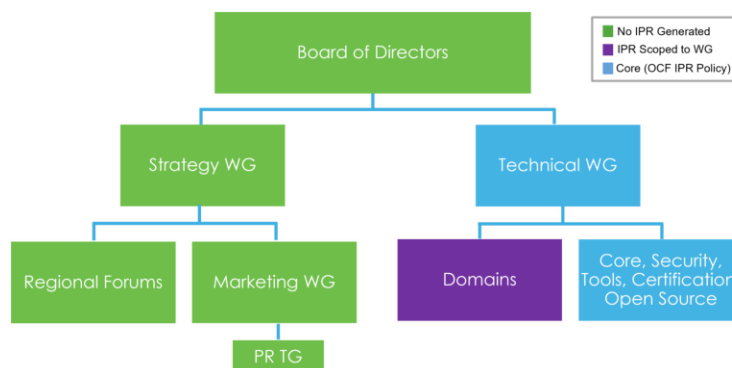 No IPR Generated
IPR Scoped to WG
Core (OCF IPR Policy)
Board of Directors
Strategy WG
Technical WG
Regional Forums
Marketing WG
Domains
Core, Security,
Tools, Certification
Open Source
PR TG